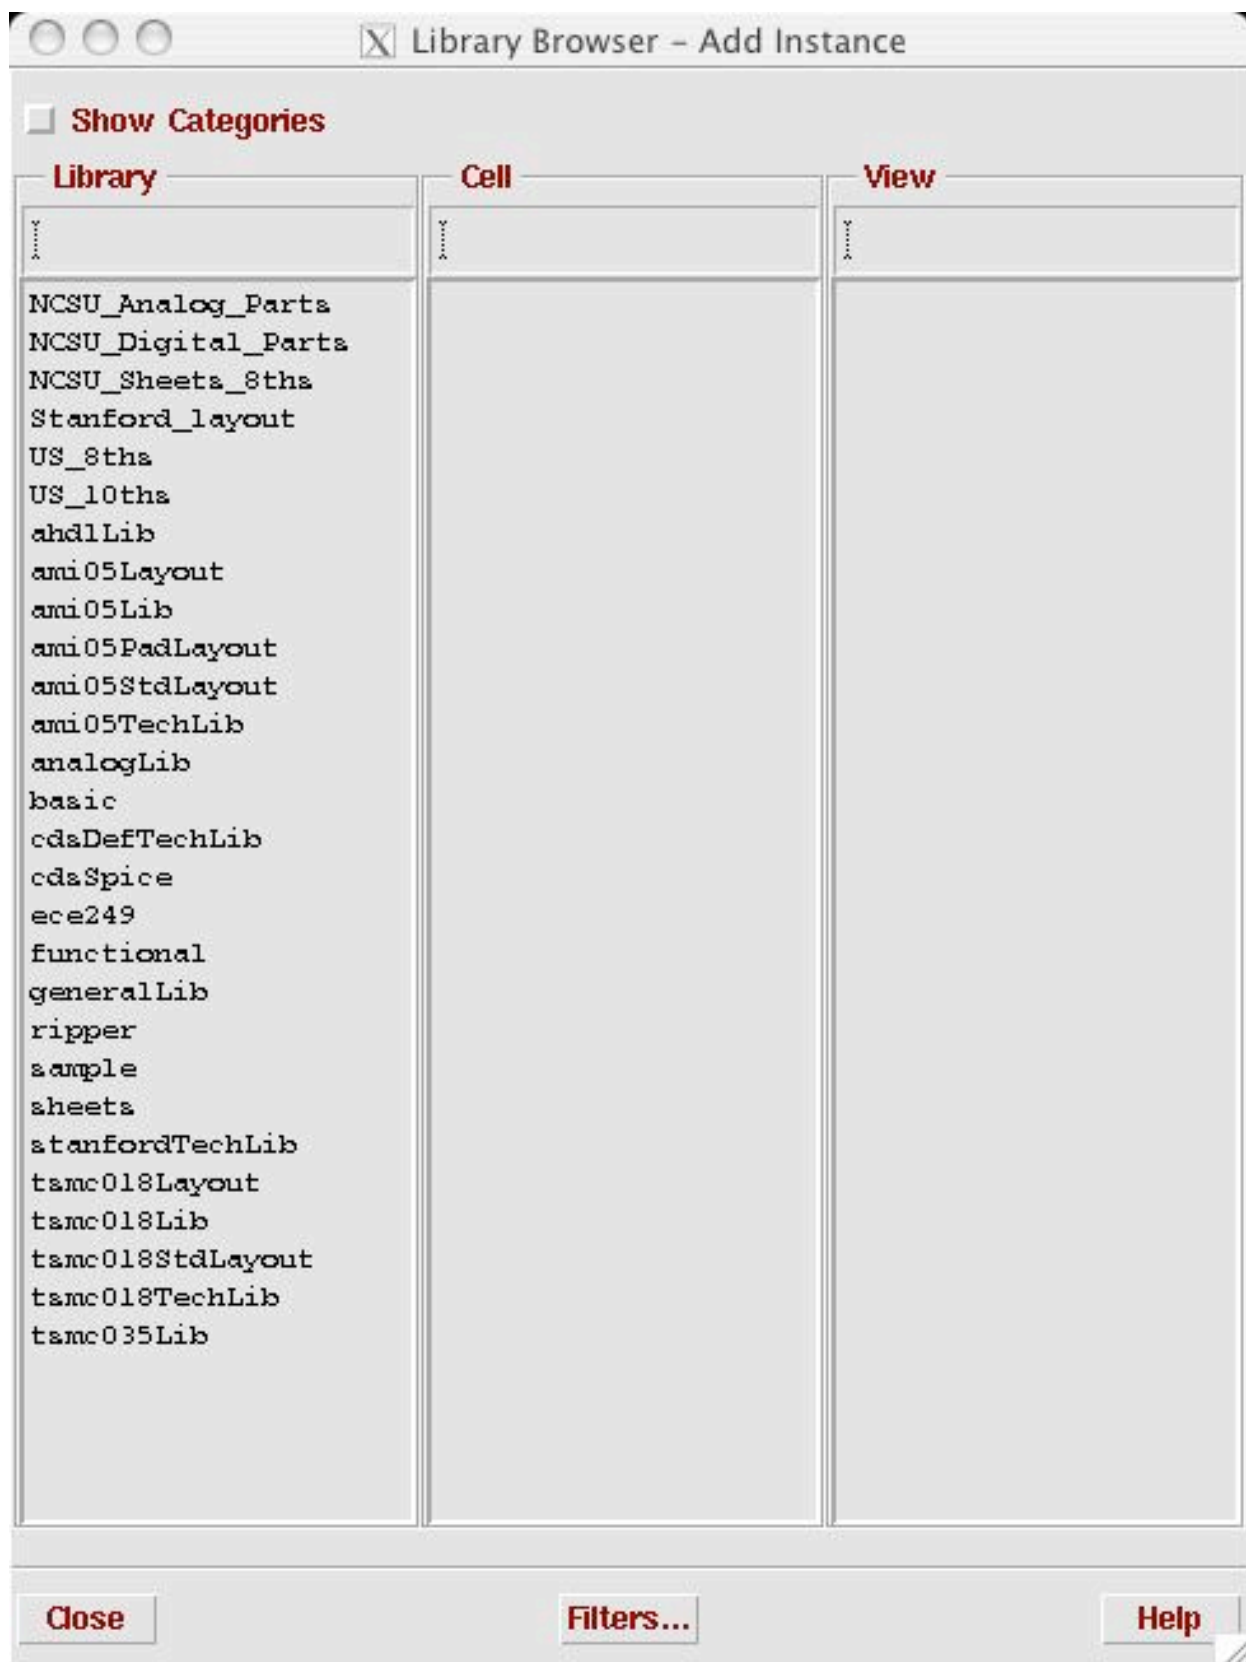 X Library Browser – Add Instance
Show Categories
Library Cell View
NCSU_Analog_Parts
NCSU_Digital_Parts
NCSU_Sheets_8ths
Stanford_layout
US_8ths
US_10ths
ahdlLib
ami05Layout
ami05Lib
ami05PadLayout
ami05StdLayout
ami05TechLib
analogLib
basic
cdsDefTechLib
cdsSpice
ece249
functional
generalLib
ripper
sample
sheets
stanfordTechLib
tsmc018Layout
tsmc018Lib
tsmc018StdLayout
tsmc018TechLib
tsmc035Lib
Close Filters... Help